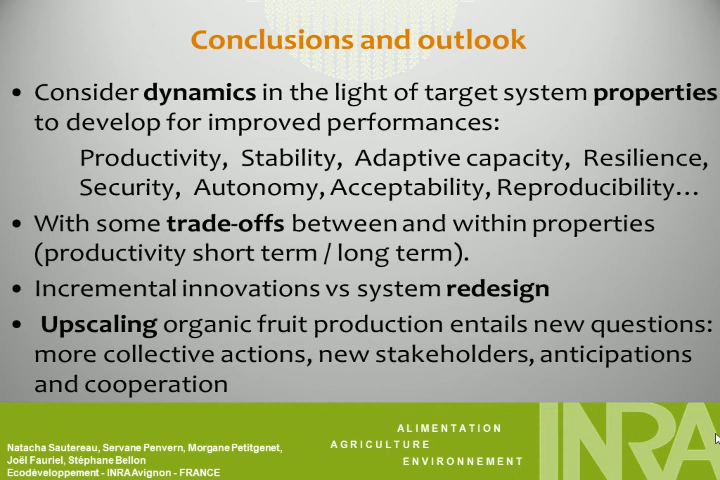 Conclusions and outlook
• Consider dynamics in the light of target system properties
to develop for improved performances:
Productivity, Stability, Adaptive capacity, Resilience,
Security, Autonomy, Acceptability, Reproducibility...
• With some trade-offs between and within properties
(productivity short term / long term).
• Incremental innovations vs system redesign
• Upscaling organic fruit production entails new questions:
more collective actions, new stakeholders, anticipations
and cooperation
Natacha Sautereau, Servane Penvern, Morgane Petitgenet,
Joël Fauriel, Stéphane Bellon
Ecodéveloppement - INRA Avignon - FRANCE
ALIMENTATION
AGRICULTURE
ENVIRONNEMENT
INRA